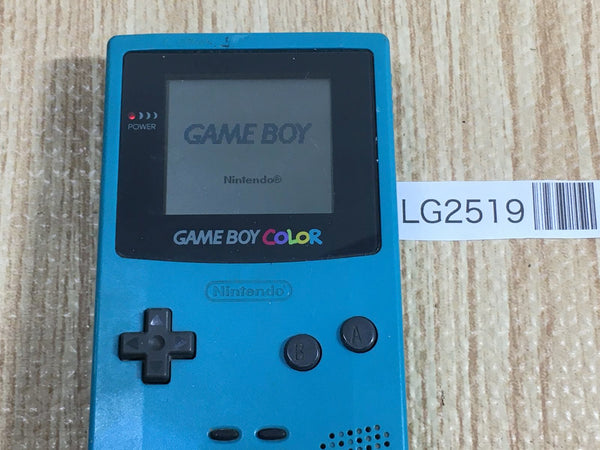 POWER
GAME BOY
Nintendo®
GAME BOY COLOR
Nintendo
B
A
LG2519